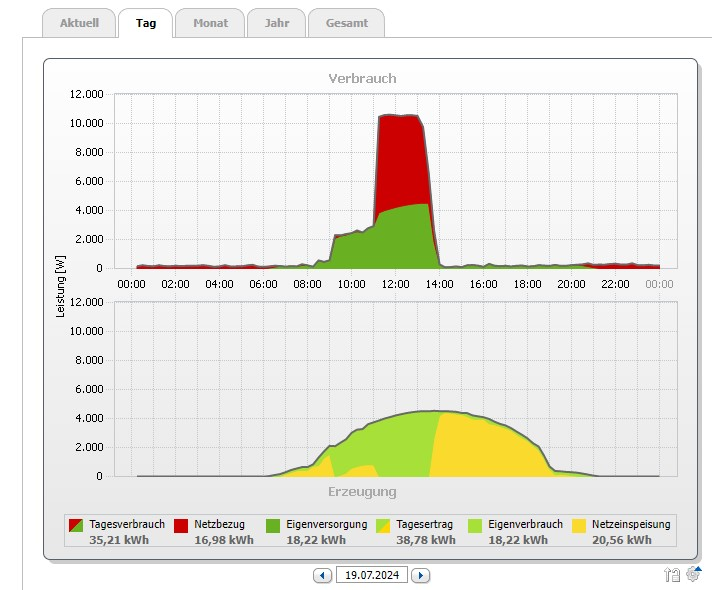 Aktuell Tag Monat Jahr Gesamt
Verbrauch
12.000
10.000
8.000
6.000
4.000
2.000
0
00:00 02:00 04:00 06:00 08:00 10:00 12:00 14:00 16:00 18:00 20:00 22:00 00:00
Leistung [W]
12.000
10.000
8.000
6.000
4.000
2.000
0
Erzeugung
Tagesverbrauch Netzbezug Eigenversorgung Tagesertrag Eigenverbrauch Netzeinspeisung
35,21 kWh 16,98 kWh 18,22 kWh 38,78 kWh 18,22 kWh 20,56 kWh
19.07.2024